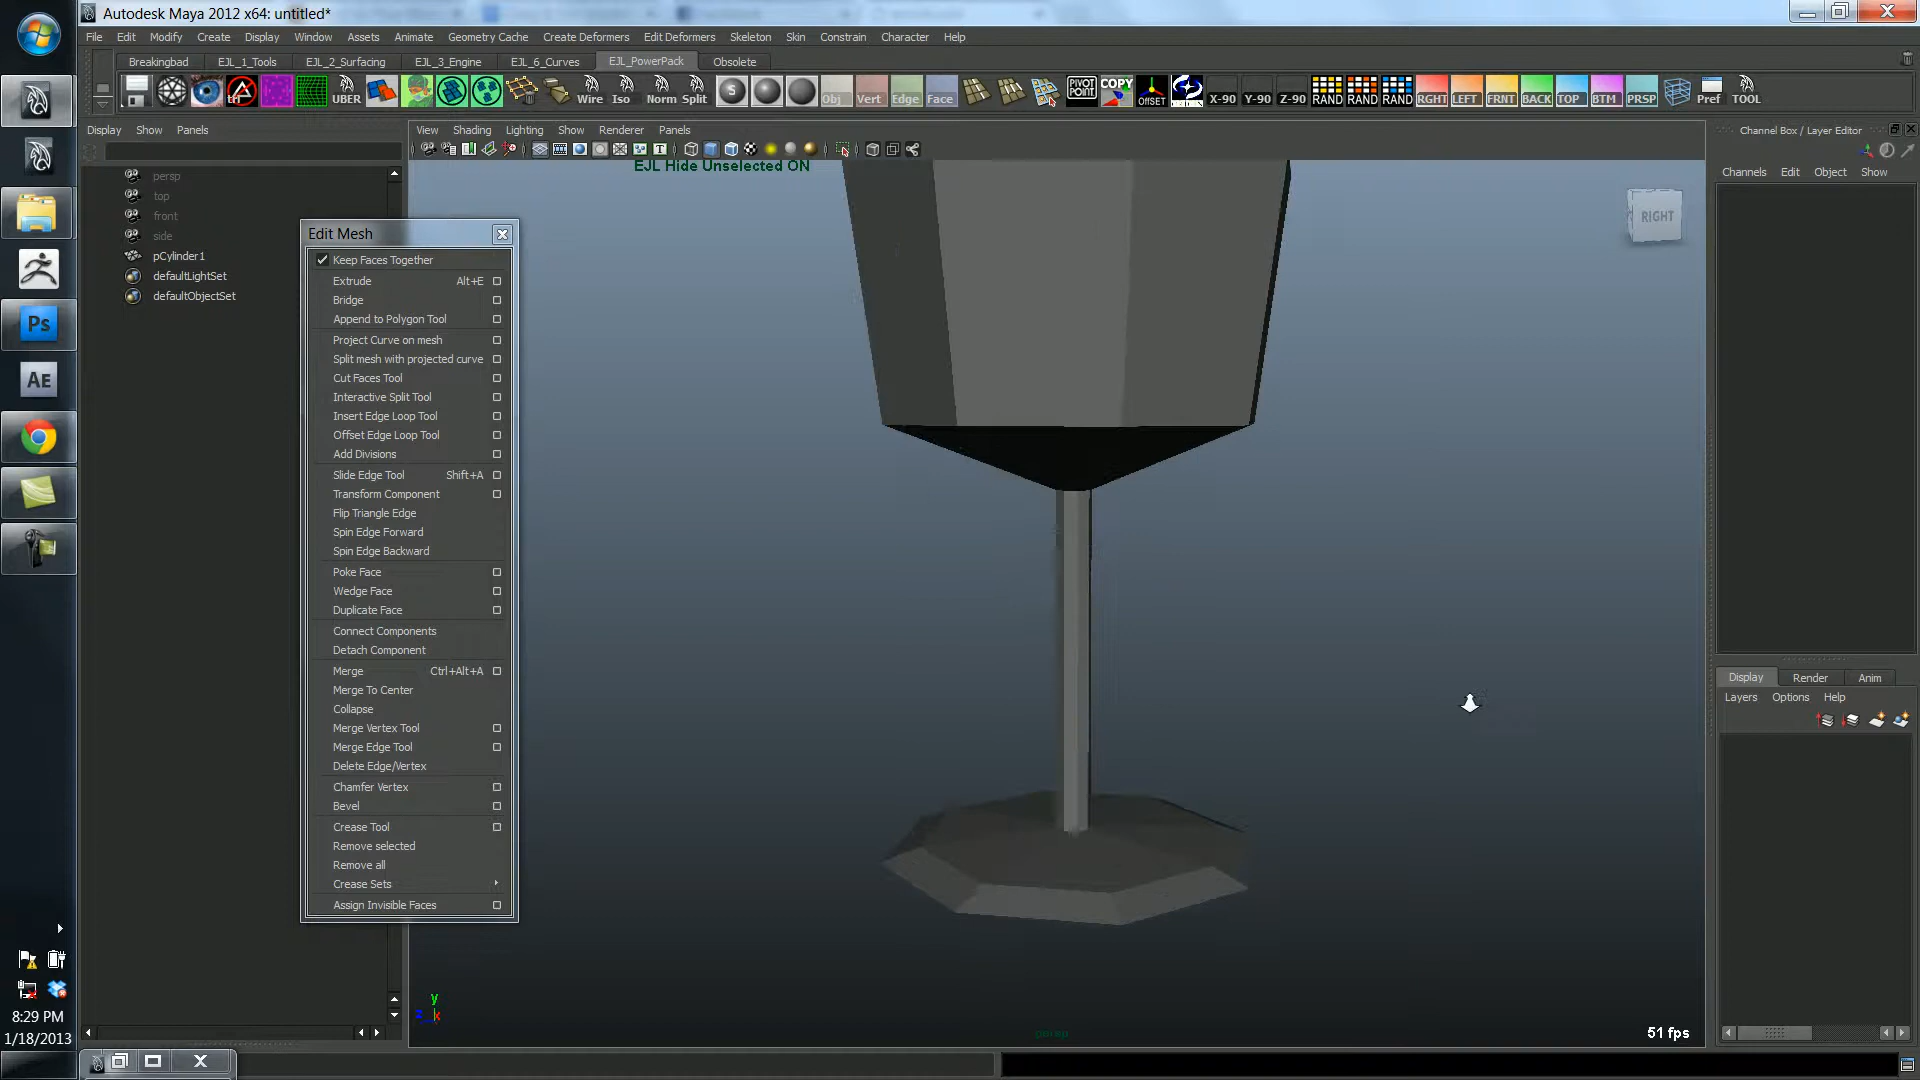 Autodesk Maya 2012 x64: untitled*
File Edit Modify Create Display Window Assets Animate Geometry Cache Create Deformers Edit Deformers Skeleton Skin Constrain Character Help
Breakingbad EJL_1_Tools EJL_2_Surfacing EJL_3_Engine EJL_6_Curves EJL_PowerPack Obsolete
UBER Wire Iso Norm Split S Obj Vert Edge Face PIVOT POINT COPY OFFSET X-90 Y-90 Z-90 RAND RAND RAND RGHT LEFT FRNT BACK TOP BTM PRSP Pref TOOL
Display Show Panels
View Shading Lighting Show Renderer Panels
Channel Box / Layer Editor
EJL Hide Unselected ON
Channels Edit Object Show
persp
top
front
side
pCylinder1
defaultLightSet
defaultObjectSet
RIGHT
Edit Mesh
Keep Faces Together
Extrude Alt+E
Bridge
Append to Polygon Tool
Project Curve on mesh
Split mesh with projected curve
Cut Faces Tool
Interactive Split Tool
Insert Edge Loop Tool
Offset Edge Loop Tool
Add Divisions
Slide Edge Tool Shift+A
Transform Component
Flip Triangle Edge
Spin Edge Forward
Spin Edge Backward
Poke Face
Wedge Face
Duplicate Face
Connect Components
Detach Component
Merge Ctrl+Alt+A
Merge To Center
Collapse
Merge Vertex Tool
Merge Edge Tool
Delete Edge/Vertex
Chamfer Vertex
Bevel
Crease Tool
Remove selected
Remove all
Crease Sets
Assign Invisible Faces
Display Render Anim
Layers Options Help
Ps
AE
y
z x
persp
51 fps
8:29 PM
1/18/2013